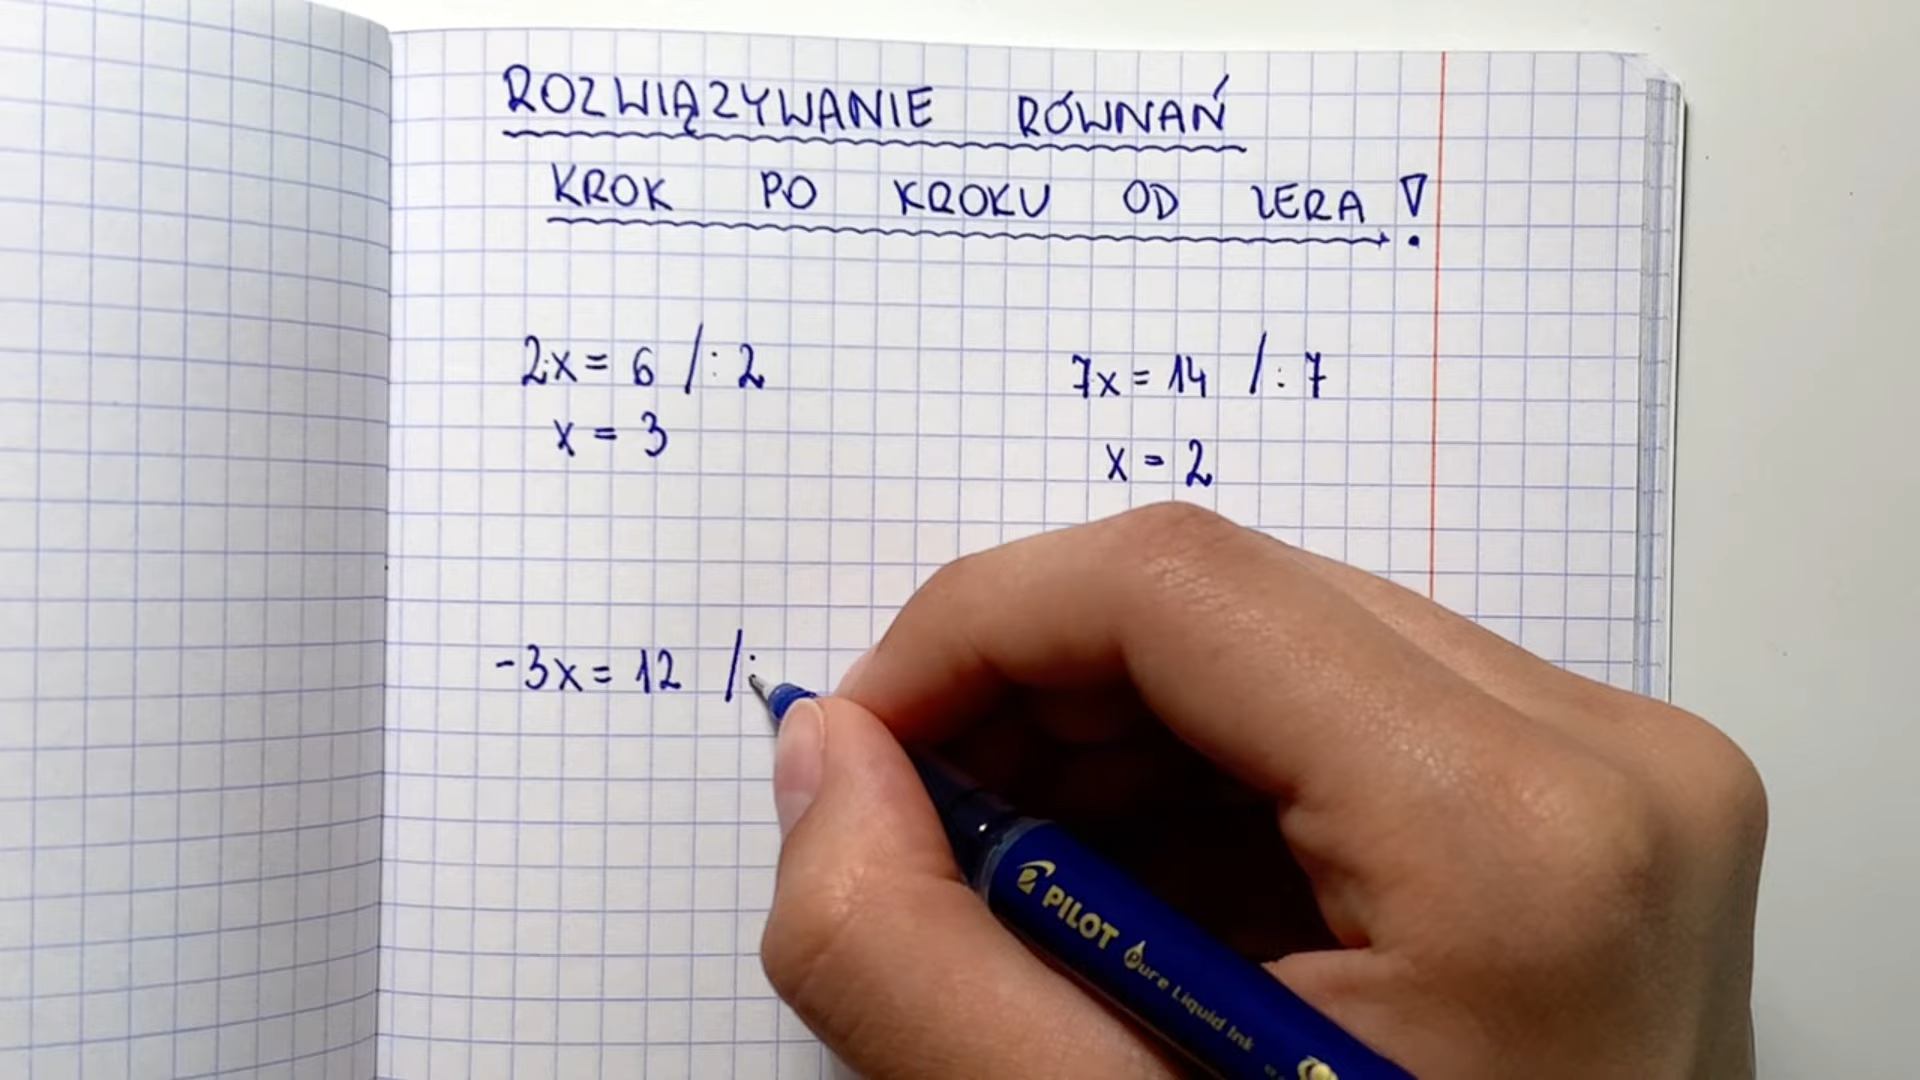 ROZWIĄZYWANIE RÓWNAŃ
KROK PO KROKU OD ZERA!
2x = 6 /: 2
x = 3
7x = 14 /: 7
x = 2
-3x = 12 /:
PILOT Pure Liquid Ink